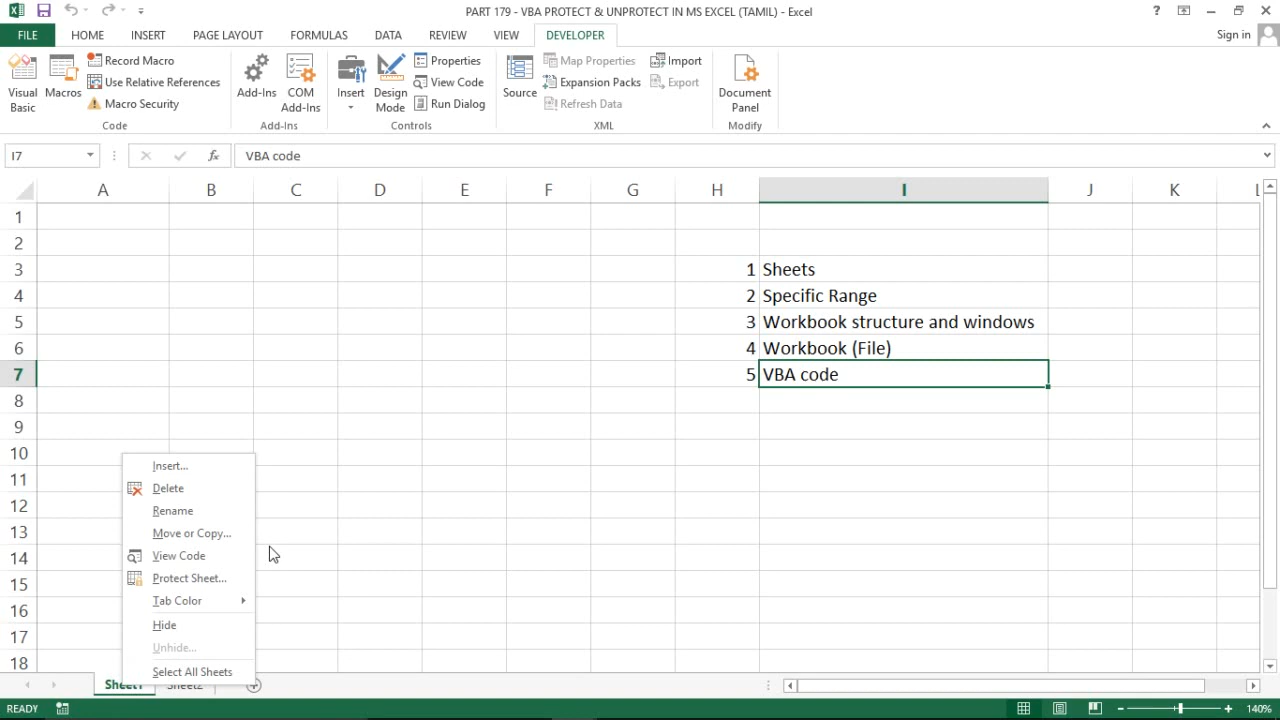 PART 179 - VBA PROTECT & UNPROTECT IN MS EXCEL (TAMIL) - Excel
?
FILE HOME INSERT PAGE LAYOUT FORMULAS DATA REVIEW VIEW DEVELOPER Sign in
Visual Basic
Macros
Record Macro
Use Relative References
Macro Security
Code
Add-Ins
COM Add-Ins
Add-Ins
Insert
Design Mode
Properties
View Code
Run Dialog
Controls
Source
Map Properties
Expansion Packs
Refresh Data
Import
Export
XML
Document Panel
Modify
I7 fx VBA code
A B C D E F G H I J K L
1
2
3 1 Sheets
4 2 Specific Range
5 3 Workbook structure and windows
6 4 Workbook (File)
7 5 VBA code
8
9
10
11
12
13
14
15
16
17
18
Insert...
Delete
Rename
Move or Copy...
View Code
Protect Sheet...
Tab Color
Hide
Unhide...
Select All Sheets
Sheet1 Sheet2
READY 140%